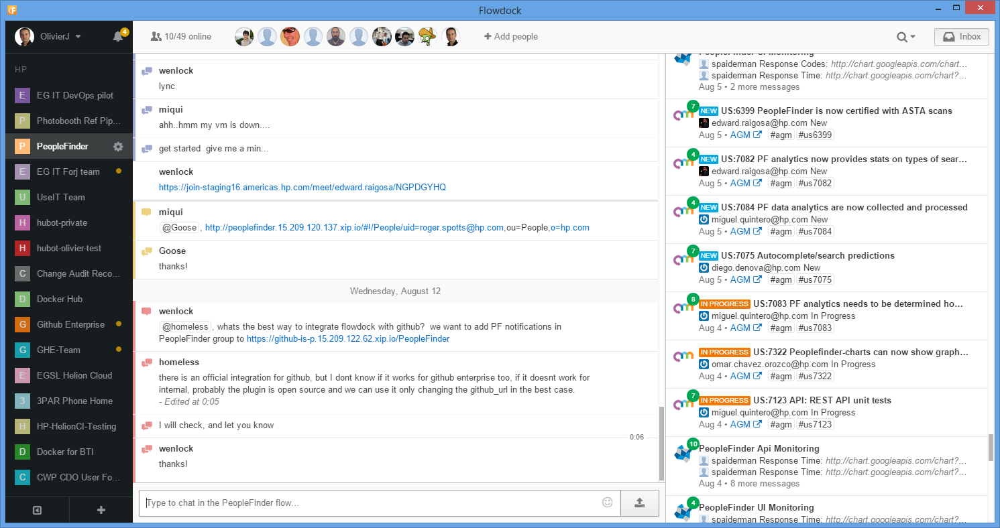 Flowdock
OlivierJ
4
10/49 online
Add people
Inbox
HP
E EG IT DevOps pilot
P Photobooth Ref Pip...
P PeopleFinder
E EG IT Forj team
U UseIT Team
H hubot-private
H hubot-olivier-test
C Change Audit Reco...
D Docker Hub
G Github Enterprise
G GHE-Team
E EGSL Helion Cloud
3 3PAR Phone Home
H HP-HelionCI-Testing
D Docker for BTI
C CWP CDO User Fo...
wenlock
lync
miqui
ahh..hmm my vm is down....
get started  give me a min...
wenlock
https://join-staging16.americas.hp.com/meet/edward.raigosa/NGPDGYHQ
miqui
@Goose, http://peoplefinder.15.209.120.137.xip.io/#!/People/uid=roger.spotts@hp.com,ou=People,o=hp.com
Goose
thanks!
Wednesday, August 12
wenlock
@homeless, whats the best way to integrate flowdock with github?  we want to add PF notifications in
PeopleFinder group to https://github-is-p.15.209.122.62.xip.io/PeopleFinder
homeless
there is an official integration for github, but I dont know if it works for github enterprise too, if it doesnt work for
internal, probably the plugin is open source and we can use it only changing the github_url in the best case.
- Edited at 0:05
I will check, and let you know
0:06
wenlock
thanks!
Type to chat in the PeopleFinder flow...
PeopleFinder UI Monitoring
spaiderman Response Codes: http://chart.googleapis.com/chart...
spaiderman Response Time: http://chart.googleapis.com/chart?...
Aug 5 • 2 more messages
7
NEW US:6399 PeopleFinder is now certified with ASTA scans
edward.raigosa@hp.com New
Aug 5 • AGM #agm #us6399
4
NEW US:7082 PF analytics now provides stats on types of sear...
edward.raigosa@hp.com New
Aug 5 • AGM #agm #us7082
4
NEW US:7084 PF data analytics are now collected and processed
miguel.quintero@hp.com New
Aug 5 • AGM #agm #us7084
7
NEW US:7075 Autocomplete/search predictions
diego.denova@hp.com New
Aug 5 • AGM #agm #us7075
8
IN PROGRESS US:7083 PF analytics needs to be determined ho...
miguel.quintero@hp.com In Progress
Aug 4 • AGM #agm #us7083
7
IN PROGRESS US:7322 Peoplefinder-charts can now show graph...
omar.chavez.orozco@hp.com In Progress
Aug 4 • AGM #agm #us7322
7
IN PROGRESS US:7123 API: REST API unit tests
miguel.quintero@hp.com In Progress
Aug 4 • AGM #agm #us7123
10
PeopleFinder Api Monitoring
spaiderman Response Time: http://chart.googleapis.com/chart?...
spaiderman Response Time: http://chart.googleapis.com/chart?...
Aug 4 • 8 more messages
4
PeopleFinder UI Monitoring
spaiderman Response Time: http://chart.googleapis.com/chart?...